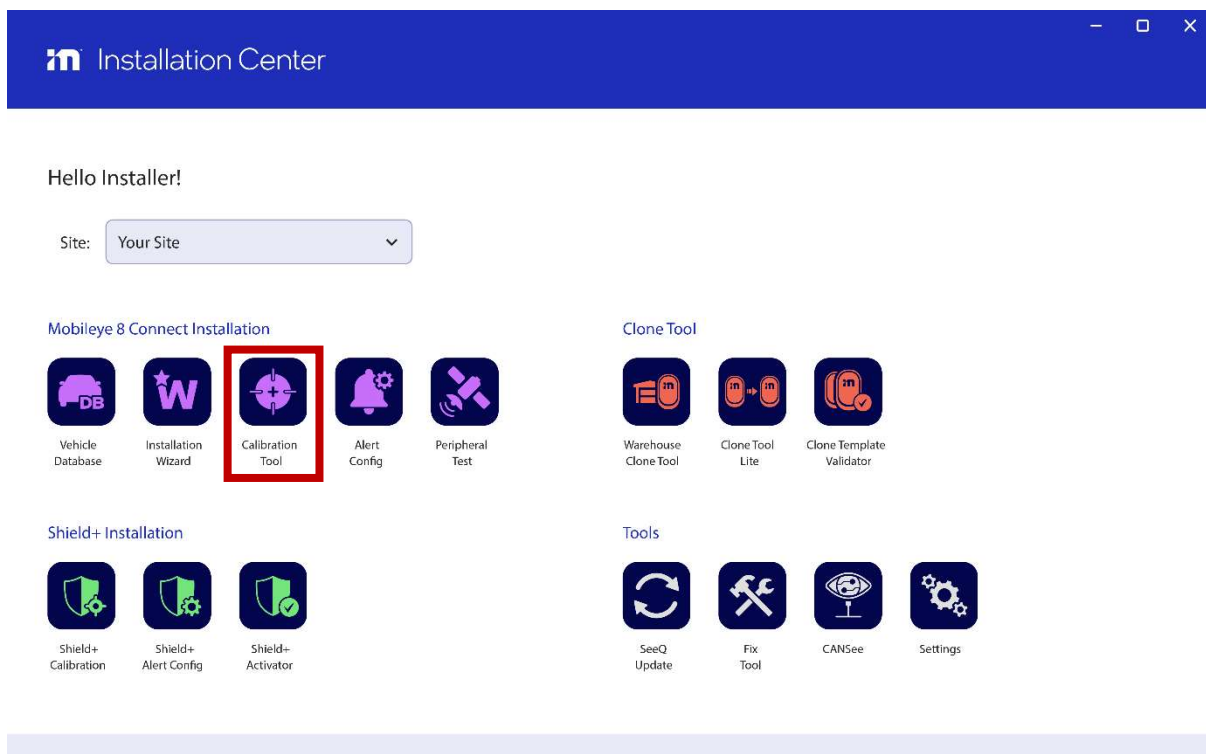 Installation Center
Hello Installer!
Site: Your Site
Mobileye 8 Connect Installation
DB
W
Vehicle
Database
Installation
Wizard
Calibration
Tool
Alert
Config
Peripheral
Test
Clone Tool
Warehouse
Clone Tool
Clone Tool
Lite
Clone Template
Validator
Shield+ Installation
Shield+
Calibration
Shield+
Alert Config
Shield+
Activator
Tools
SeeQ
Update
Fix
Tool
CANSee
Settings